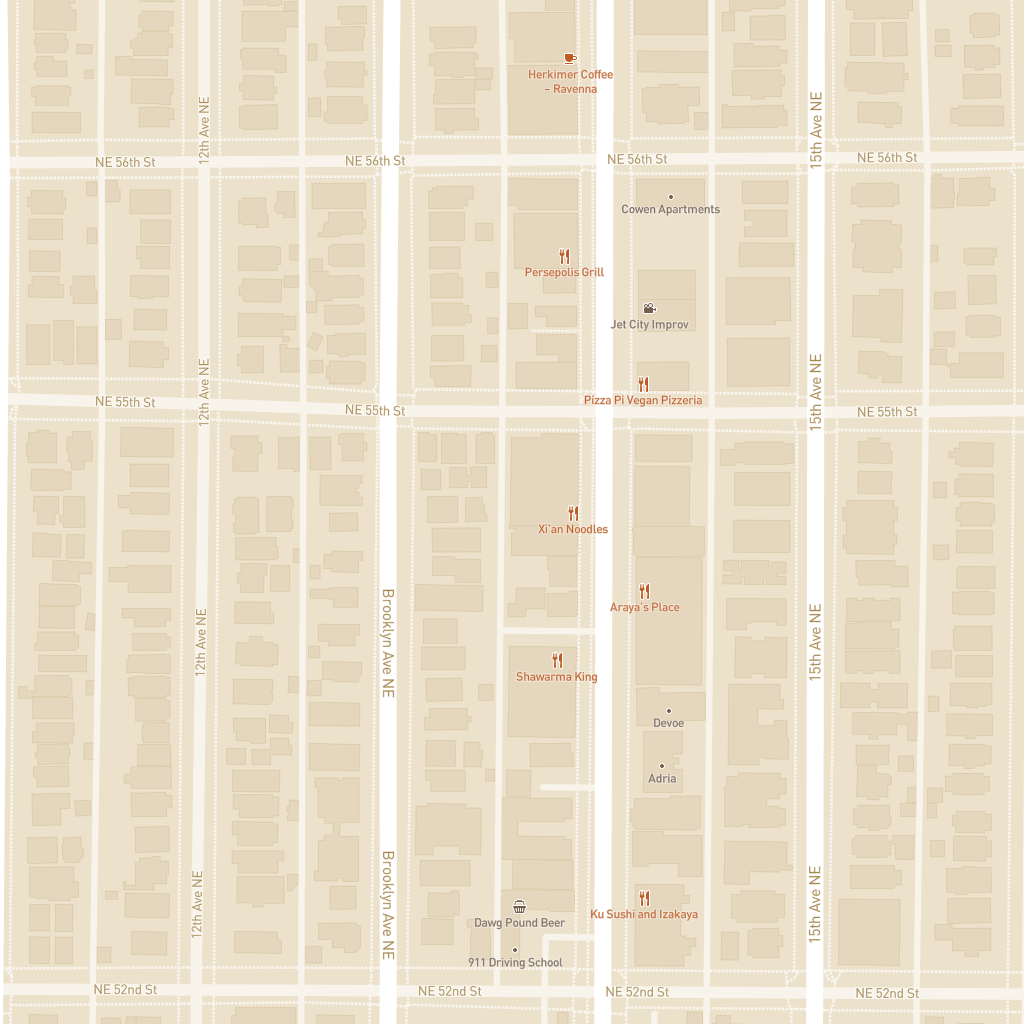 Herkimer Coffee
– Ravenna
12th Ave NE
15th Ave NE
NE 56th St
NE 56th St
NE 56th St
NE 56th St
Cowen Apartments
Persepolis Grill
Jet City Improv
12th Ave NE
15th Ave NE
Pizza Pi Vegan Pizzeria
NE 55th St
NE 55th St
NE 55th St
Xi'an Noodles
Araya's Place
12th Ave NE
Brooklyn Ave NE
15th Ave NE
Shawarma King
Devoe
Adria
12th Ave NE
Brooklyn Ave NE
15th Ave NE
Ku Sushi and Izakaya
Dawg Pound Beer
911 Driving School
NE 52nd St
NE 52nd St
NE 52nd St
NE 52nd St